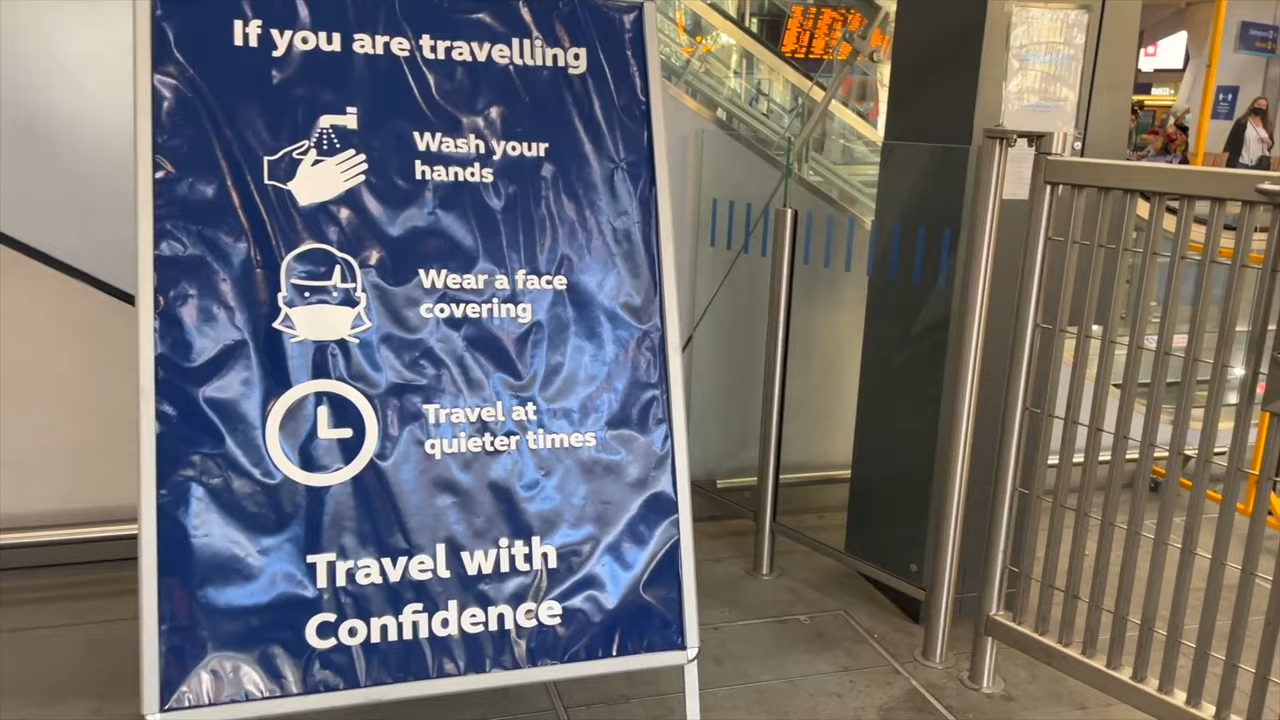 If you are travelling
Wash your
hands
Wear a face
covering
Travel at
quieter times
Travel with
Confidence